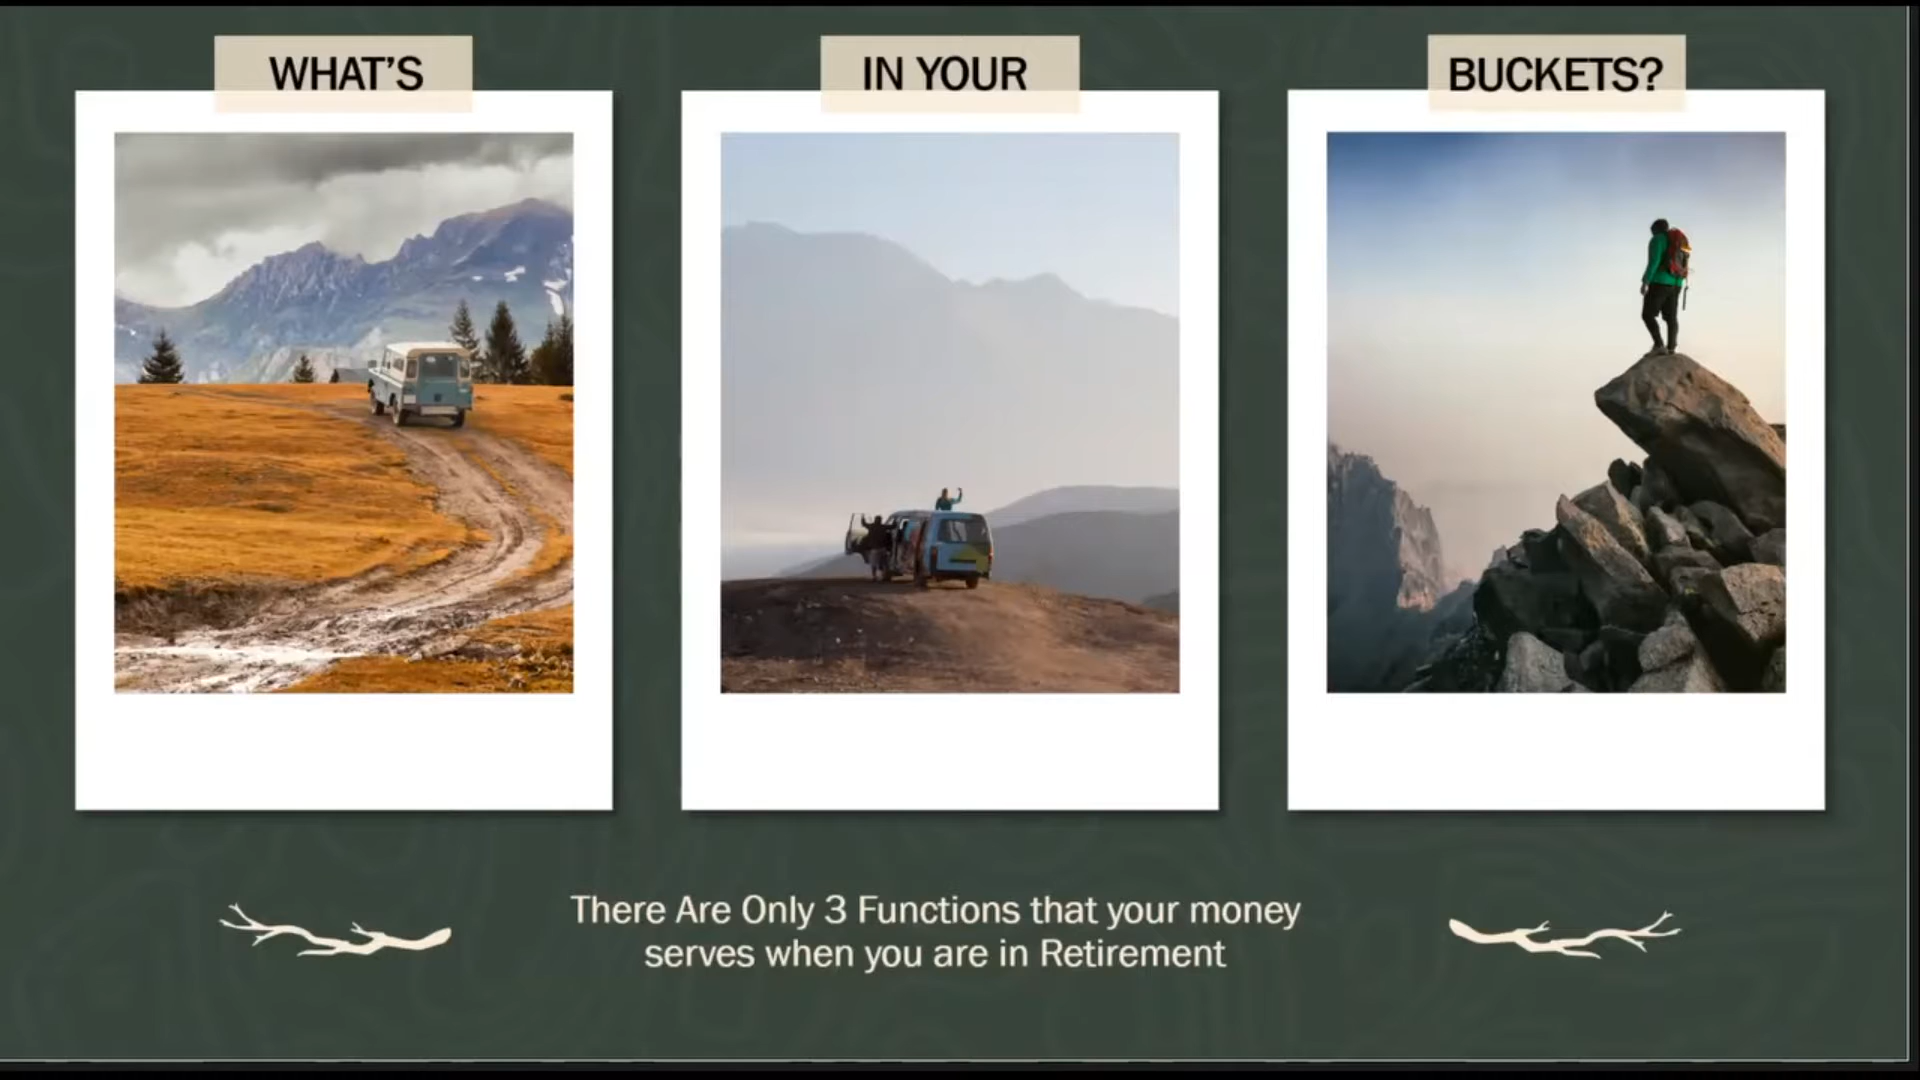 WHAT'S
IN YOUR
BUCKETS?
There Are Only 3 Functions that your money
serves when you are in Retirement